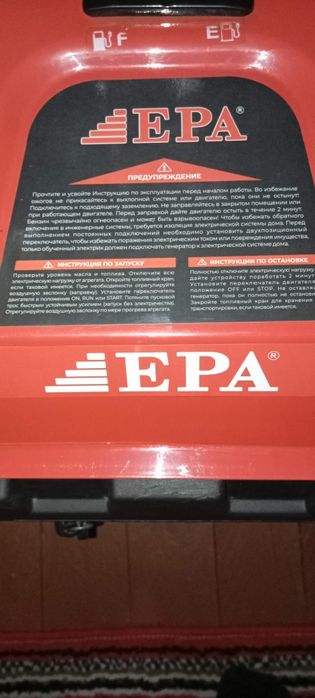 F E
EPA®
ПРЕДУПРЕЖДЕНИЕ
Прочтите и усвойте Инструкцию по эксплуатации перед началом работы. Во избежание
ожогов не прикасайтесь к выхлопной системе или двигателю, пока они не остынут!
Подключитесь к подходящему заземлению. Не заправляйтесь в закрытом помещении или
при работающем двигателе. Перед заправкой дайте двигателю остыть в течение 2 минут.
Бензин чрезвычайно огнеопасен и может быть взрывоопасен! Чтобы избежать обратного
включения в инженерные системы, требуется изоляция электрической системы дома. Перед
выполнением постоянных подключений необходимо установить двухпозиционный
переключатель, чтобы избежать поражения электрическим током или повреждения имущества,
только обученный электрик должен подключать генератор к электрической системе дома.
ИНСТРУКЦИЯ ПО ЗАПУСКУ
Проверьте уровень масла и топлива. Отключите всю
электрическую нагрузку от агрегата. Откройте топливный кран,
если таковой имеется. При необходимости отрегулируйте
воздушную заслонку (заправку). Установите переключатель
двигателя в положение ON, RUN или START. Потяните пусковой
трос быстрым устойчивым усилием (запуск без электричества).
Отрегулируйте воздушную заслонку по мере прогрева агрегата.
ИНСТРУКЦИИ ПО ОСТАНОВКЕ
Полностью отключите электрическую нагрузку
дайте устройству поработать 2 минут
Установите переключатель двигателя
положение OFF или STOP. Не оставля
генератор, пока он полностью не останов
Закройте топливный кран для хранения
транспортировки, если таковой имеется.
EPA®